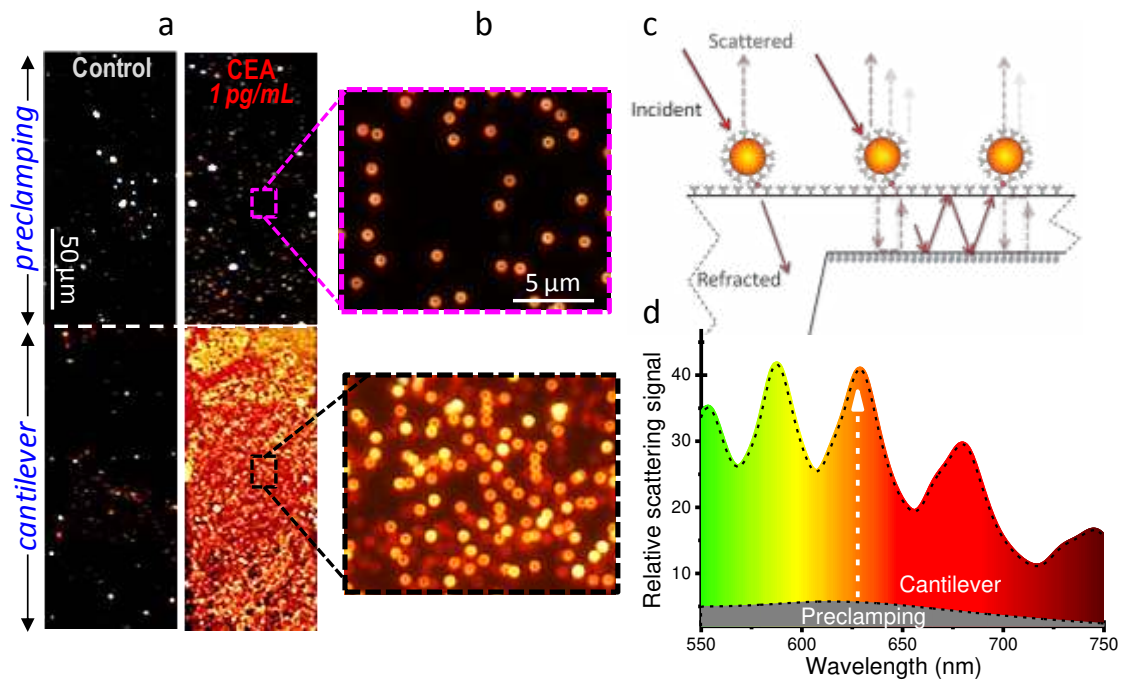 a
b
c
preclamping
cantilever
Control
CEA
1 pg/mL
50 µm
5 µm
Scattered
Incident
Refracted
d
Relative scattering signal
40
30
20
10
Cantilever
Preclamping
550
600
650
700
750
Wavelength (nm)